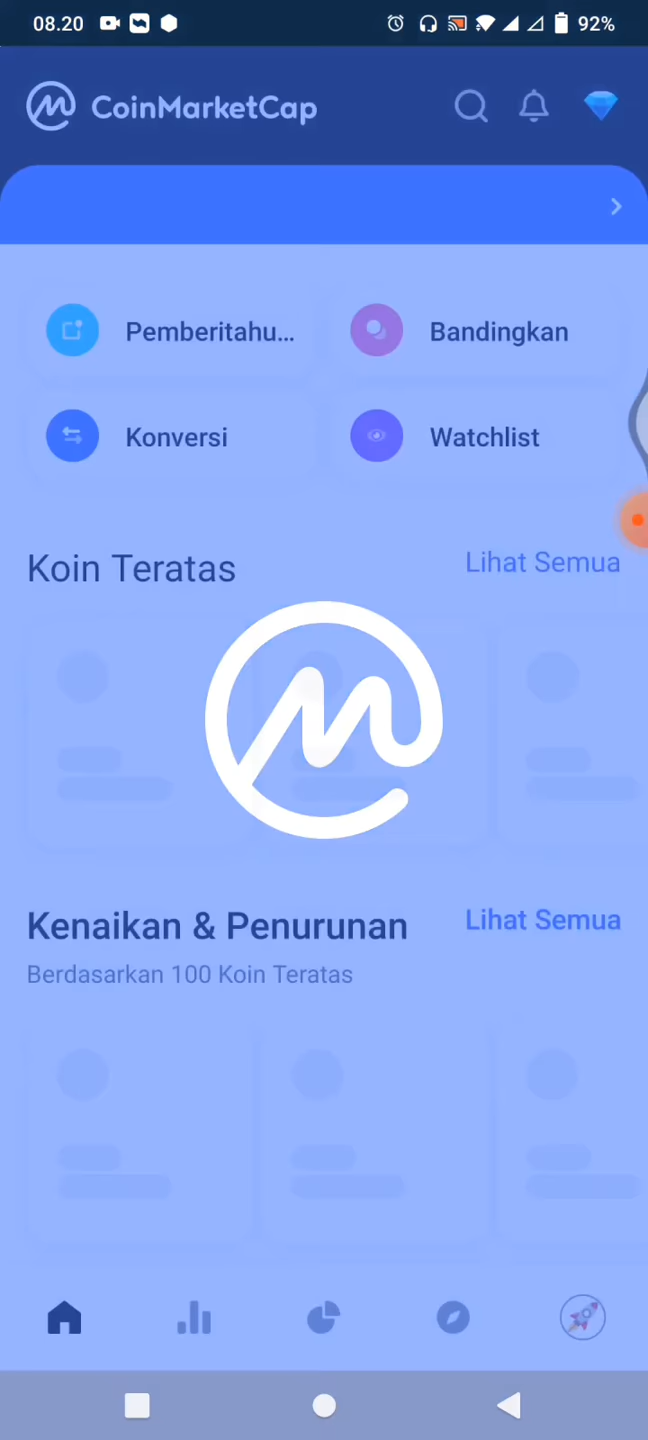 08.20
92%
CoinMarketCap
Pemberitahu...
Bandingkan
Konversi
Watchlist
Koin Teratas
Lihat Semua
Kenaikan & Penurunan
Lihat Semua
Berdasarkan 100 Koin Teratas